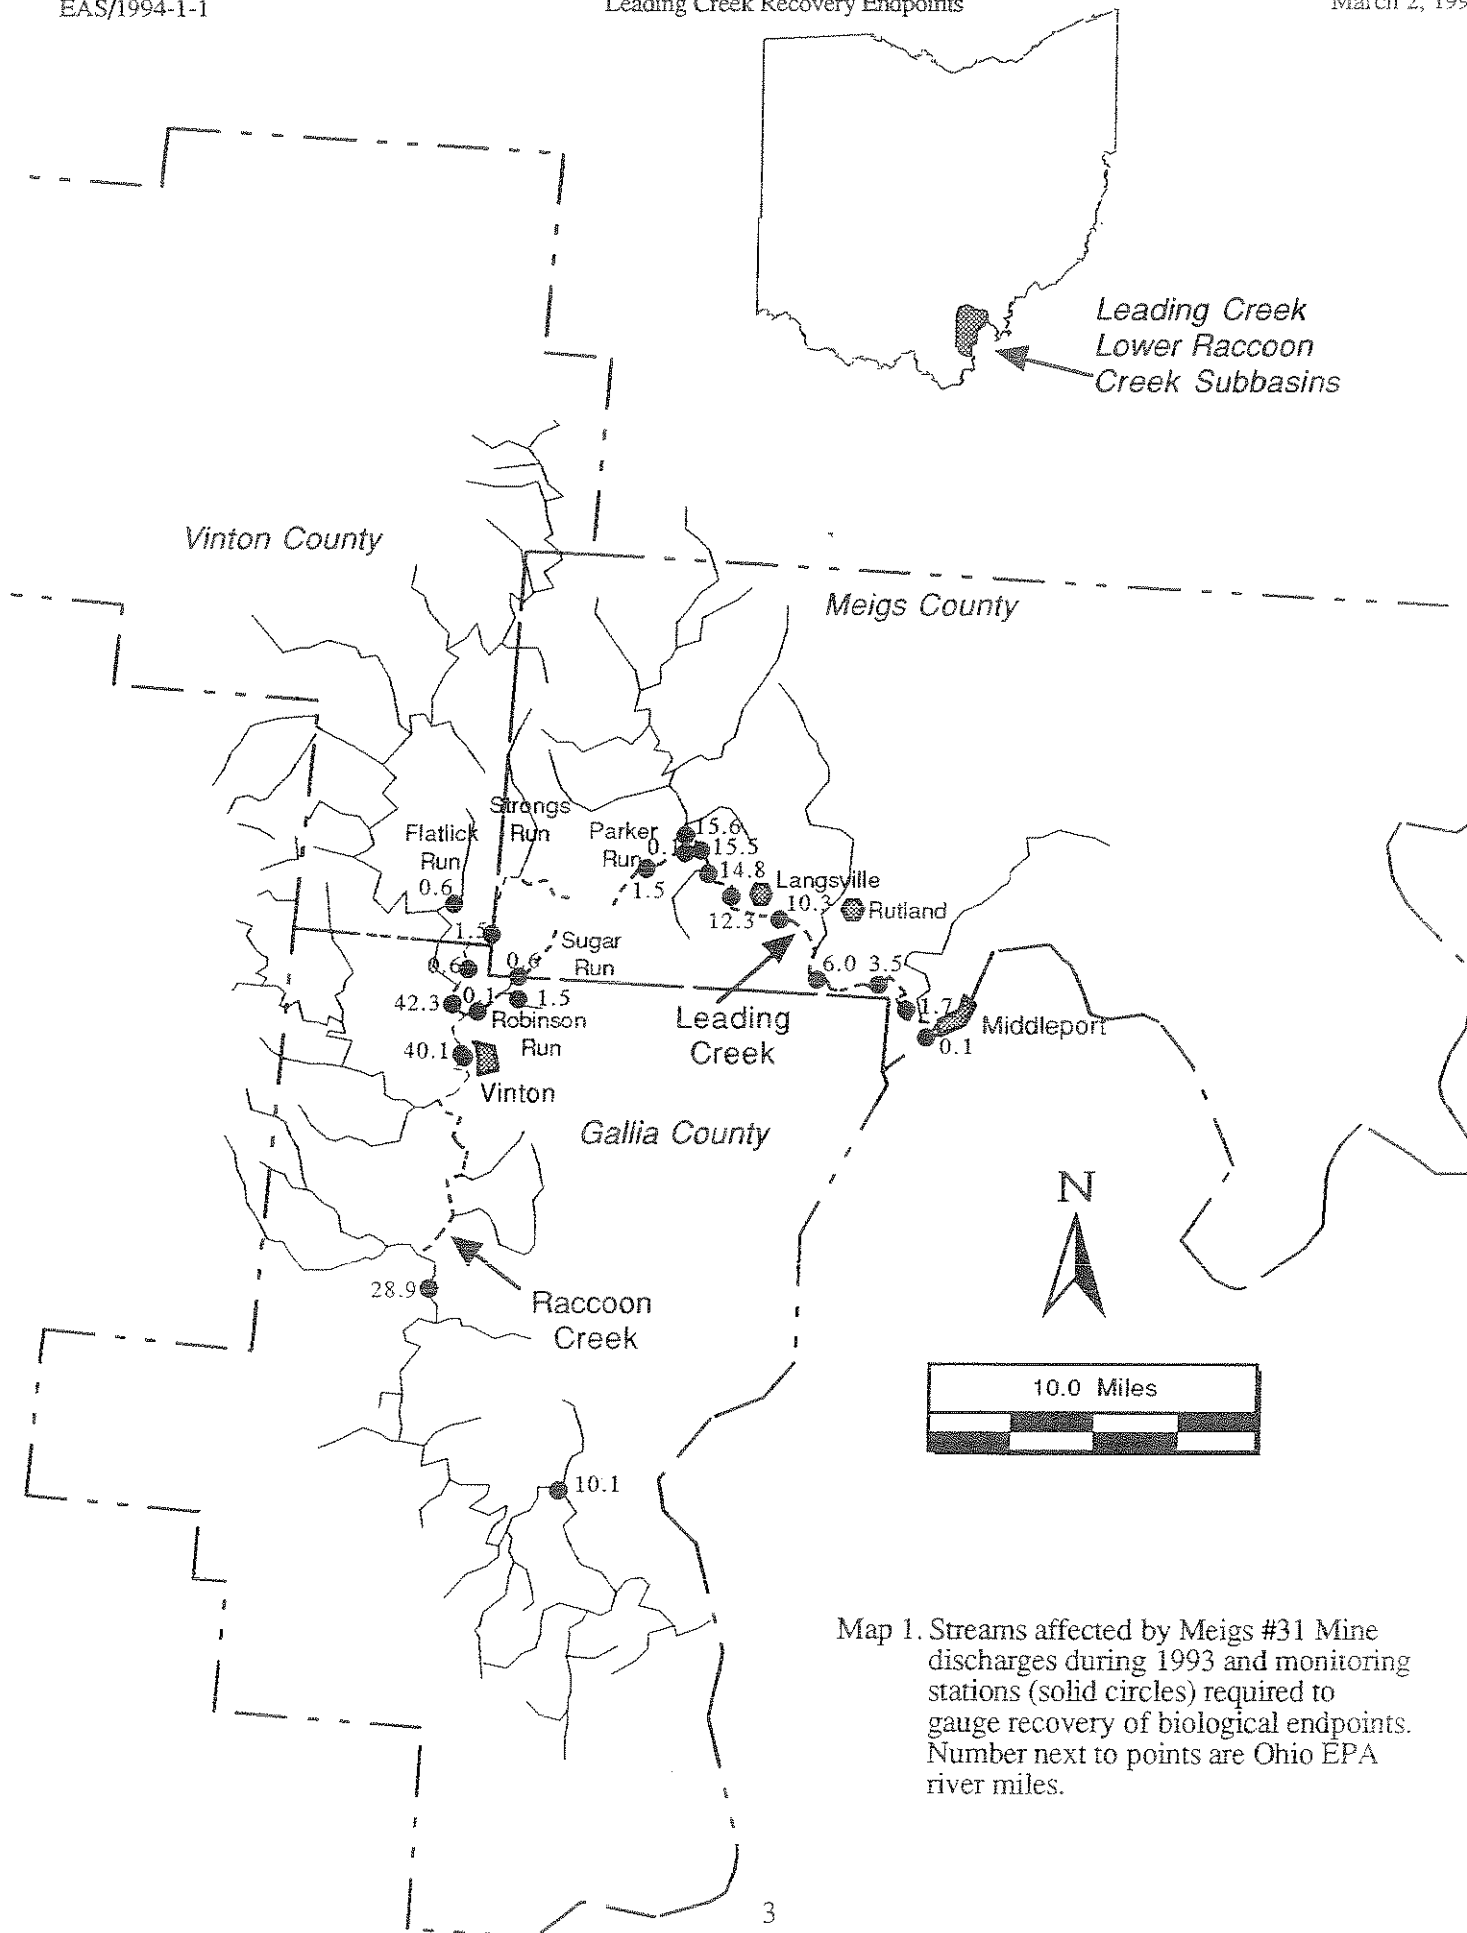 EAS/1994-1-1
Leading Creek Recovery Endpoints
March 2, 199
Leading Creek
Lower Raccoon
Creek Subbasins
Vinton County
Meigs County
Strongs
Run
Flatlick
Run
0.6
Parker
Run
0.1
15.6
15.5
14.8
1.5
Langsville
10.3
12.3
Rutland
1.5
Sugar
Run
0.6
0.6
6.0
3.5
42.3
0.1
1.5
Robinson
Run
1.7
Middleport
0.1
Leading
Creek
40.1
Vinton
Gallia County
N
28.9
Raccoon
Creek
10.0 Miles
10.1
Map 1. Streams affected by Meigs #31 Mine
discharges during 1993 and monitoring
stations (solid circles) required to
gauge recovery of biological endpoints.
Number next to points are Ohio EPA
river miles.
3